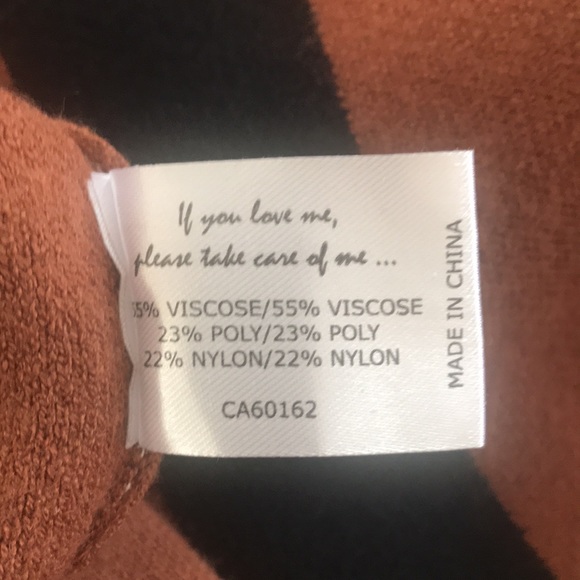 If you love me,
please take care of me ...
55% VISCOSE/55% VISCOSE
23% POLY/23% POLY
22% NYLON/22% NYLON
CA60162
MADE IN CHINA